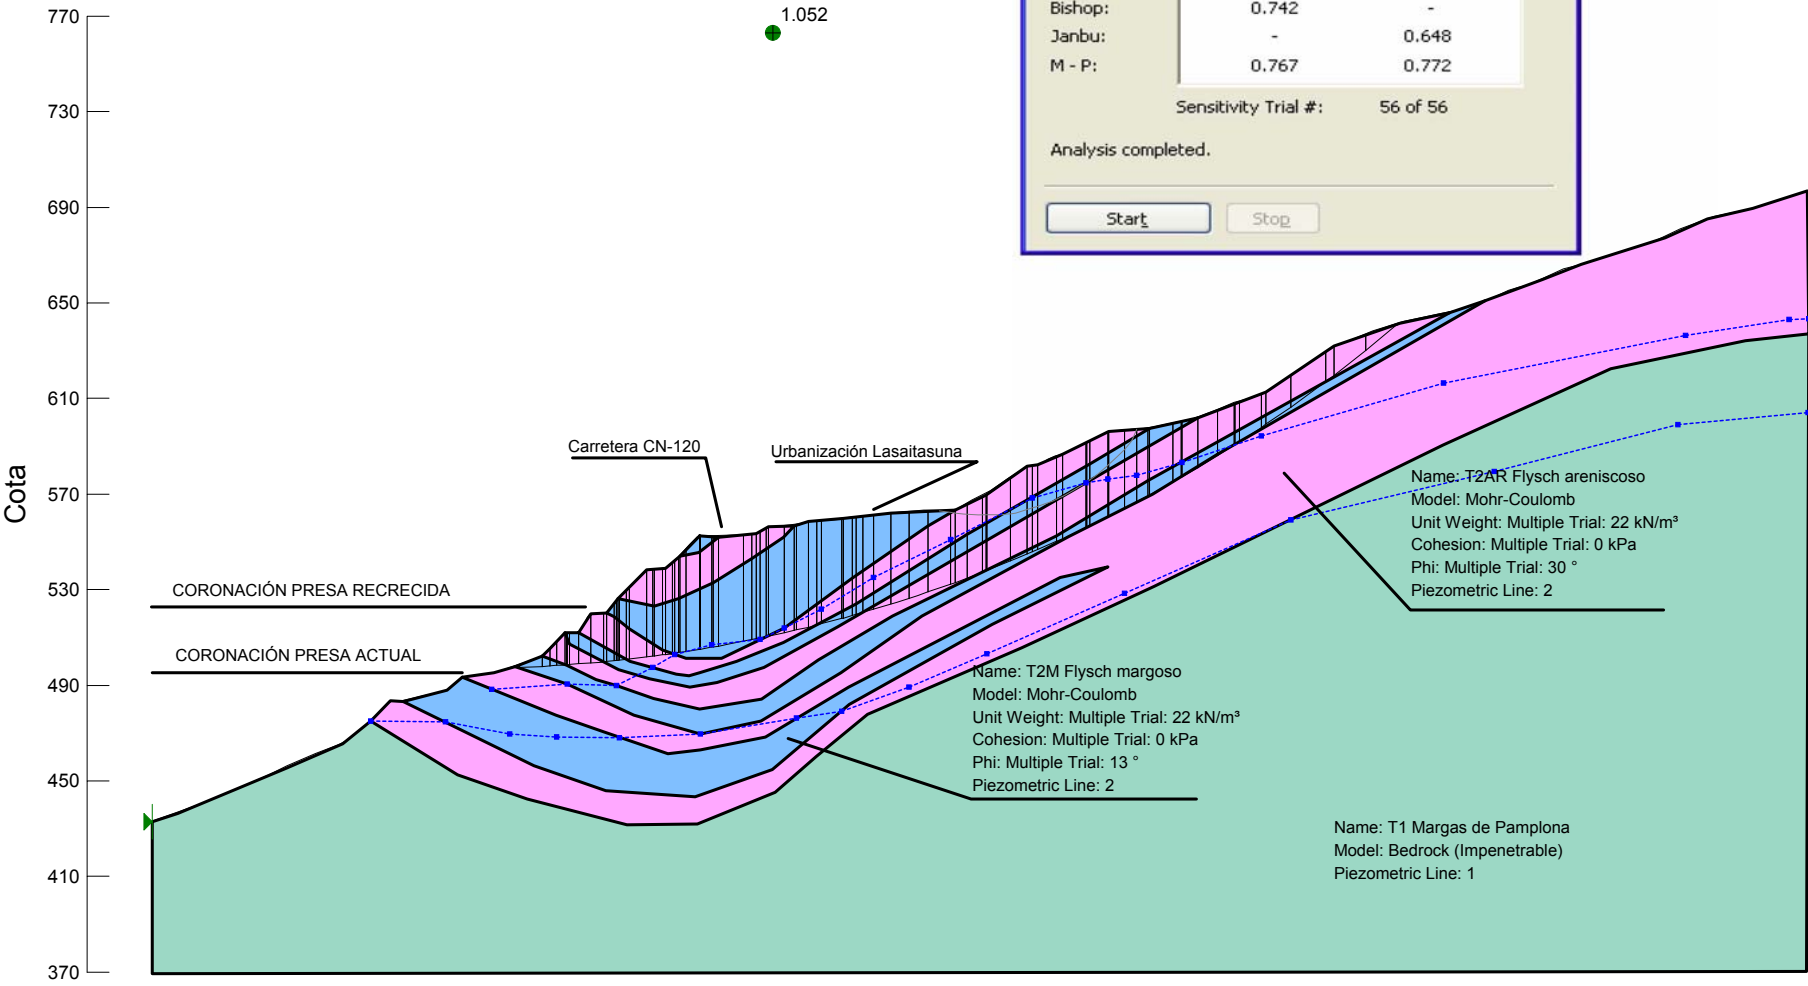 770
730
690
650
610
570
530
490
450
410
370
Cota
1.052
Bishop: 0.742 -
Janbu: - 0.648
M - P: 0.767 0.772
Sensitivity Trial #: 56 of 56
Analysis completed.
Start Stop
Carretera CN-120
Urbanización Lasaitasuna
CORONACIÓN PRESA RECRECIDA
CORONACIÓN PRESA ACTUAL
Name: T2AR Flysch areniscoso
Model: Mohr-Coulomb
Unit Weight: Multiple Trial: 22 kN/m³
Cohesion: Multiple Trial: 0 kPa
Phi: Multiple Trial: 30 °
Piezometric Line: 2
Name: T2M Flysch margoso
Model: Mohr-Coulomb
Unit Weight: Multiple Trial: 22 kN/m³
Cohesion: Multiple Trial: 0 kPa
Phi: Multiple Trial: 13 °
Piezometric Line: 2
Name: T1 Margas de Pamplona
Model: Bedrock (Impenetrable)
Piezometric Line: 1